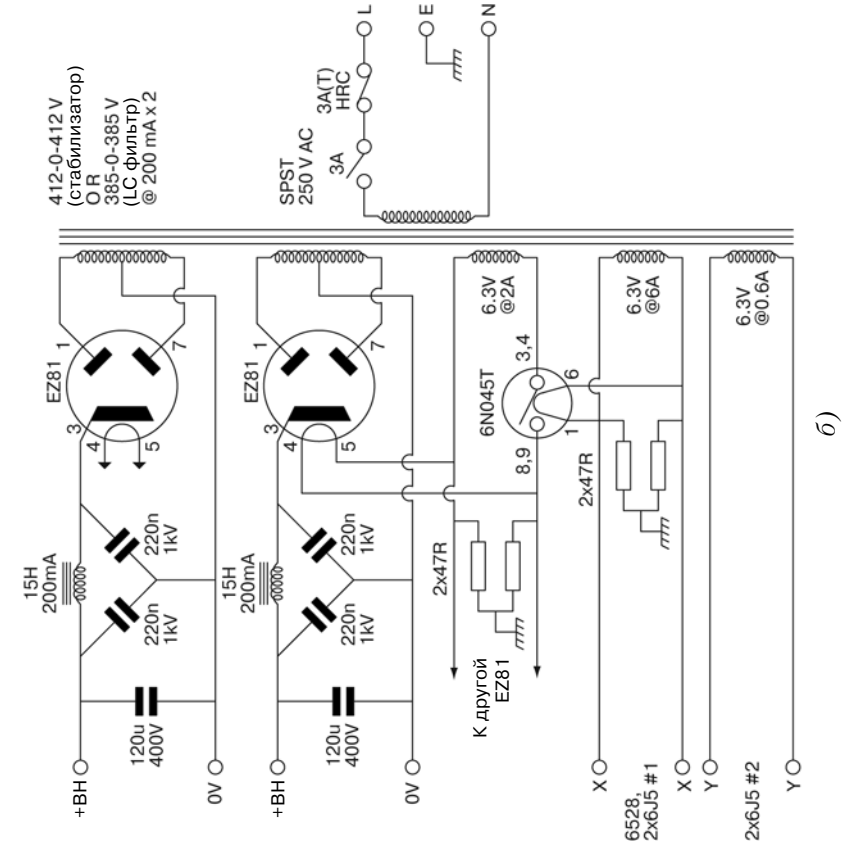 412-0-412 V
(стабилизатор)
O R
385-0-385 V
(LC фильтр)
@ 200 mA x 2
SPST
250 V AC
3A
3A(T)
HRC
L
E
N
EZ81
1
7
3
4
5
15H
200mA
220n
1kV
220n
1kV
120u
400V
+BH
0V
EZ81
1
7
3
4
5
15H
200mA
220n
1kV
220n
1kV
120u
400V
+BH
0V
6.3V
@2A
6N045T
3,4
8,9
1
6
2x47R
К другой
EZ81
2x47R
6.3V
@6A
6.3V
@0.6A
X
6528,
2x6J5 #1
X
Y
2x6J5 #2
Y
б)